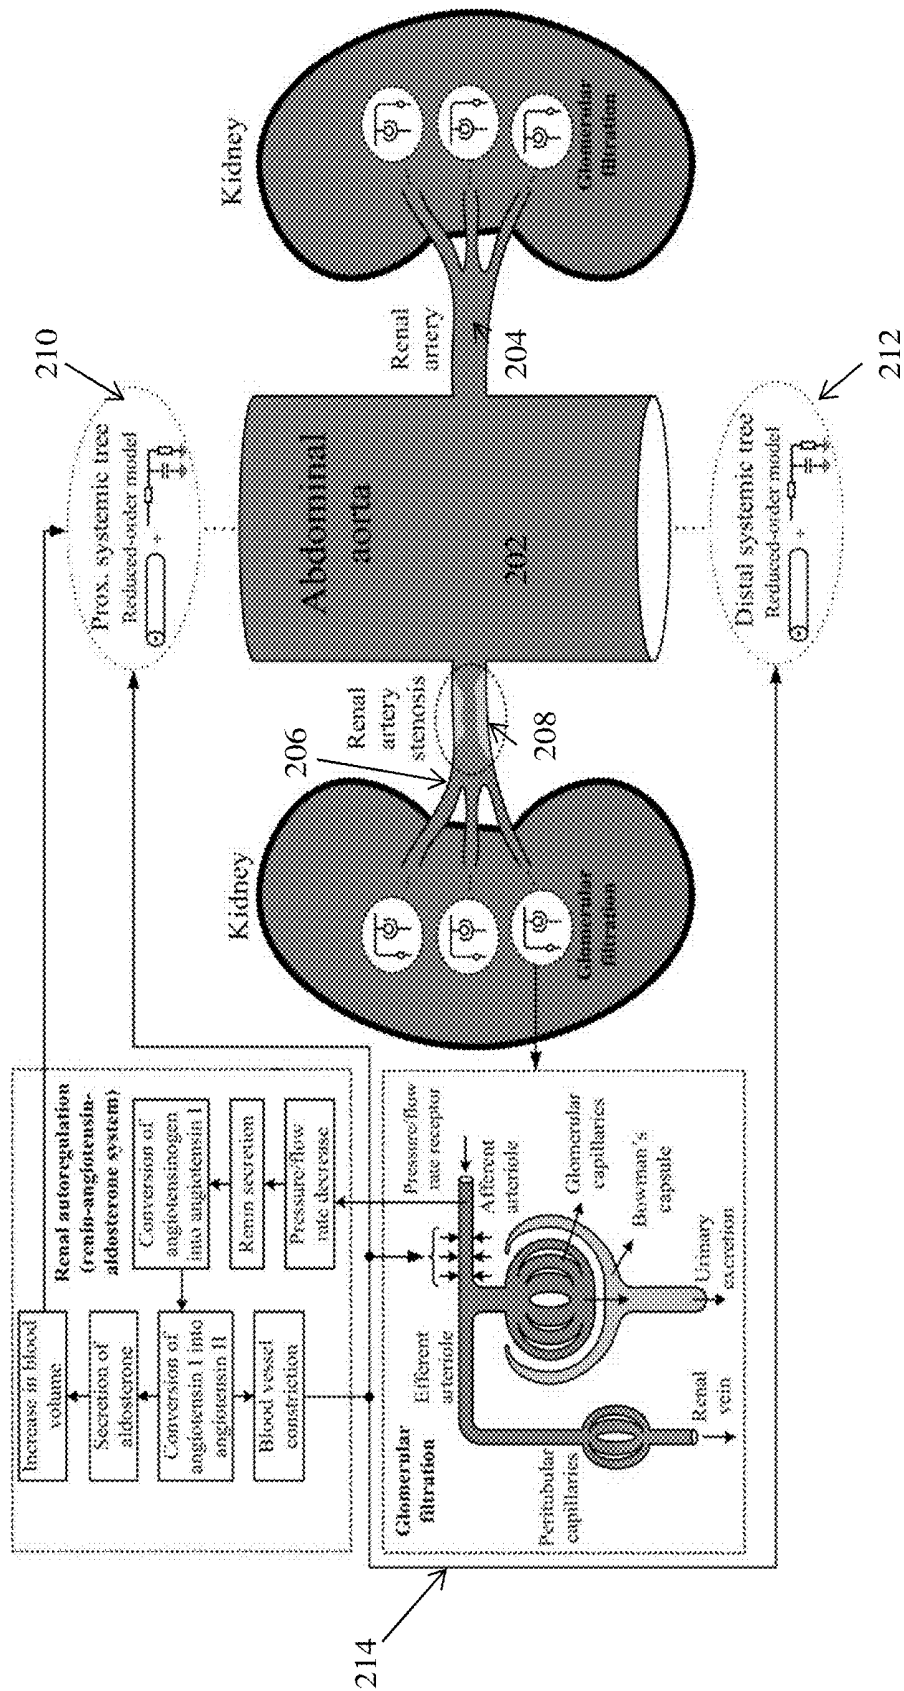 Renal autoregulation
(renin-angiotensin-
aldosterone system)
Increase in blood
volume
Secretion of
aldosterone
Conversion of
angiotensin I into
angiotensin II
Blood vessel
constriction
Conversion of
angiotensinogen
into angiotensin I
Renin secretion
Pressure/flow
rate decrease
Glomerular
filtration
Efferent
arteriole
Pressure/flow
rate receptor
Afferent
arteriole
Glomerular
capillaries
Bowman's
capsule
Urinary
excretion
Peritubular
capillaries
Renal
vein
214
210
Prox. systemic tree
Reduced-order model
+
Kidney
Glomerular
filtration
206
Renal
artery
stenosis
208
Abdominal
aorta
202
Renal
artery
204
Kidney
Glomerular
filtration
Distal systemic tree
Reduced-order model
+
212